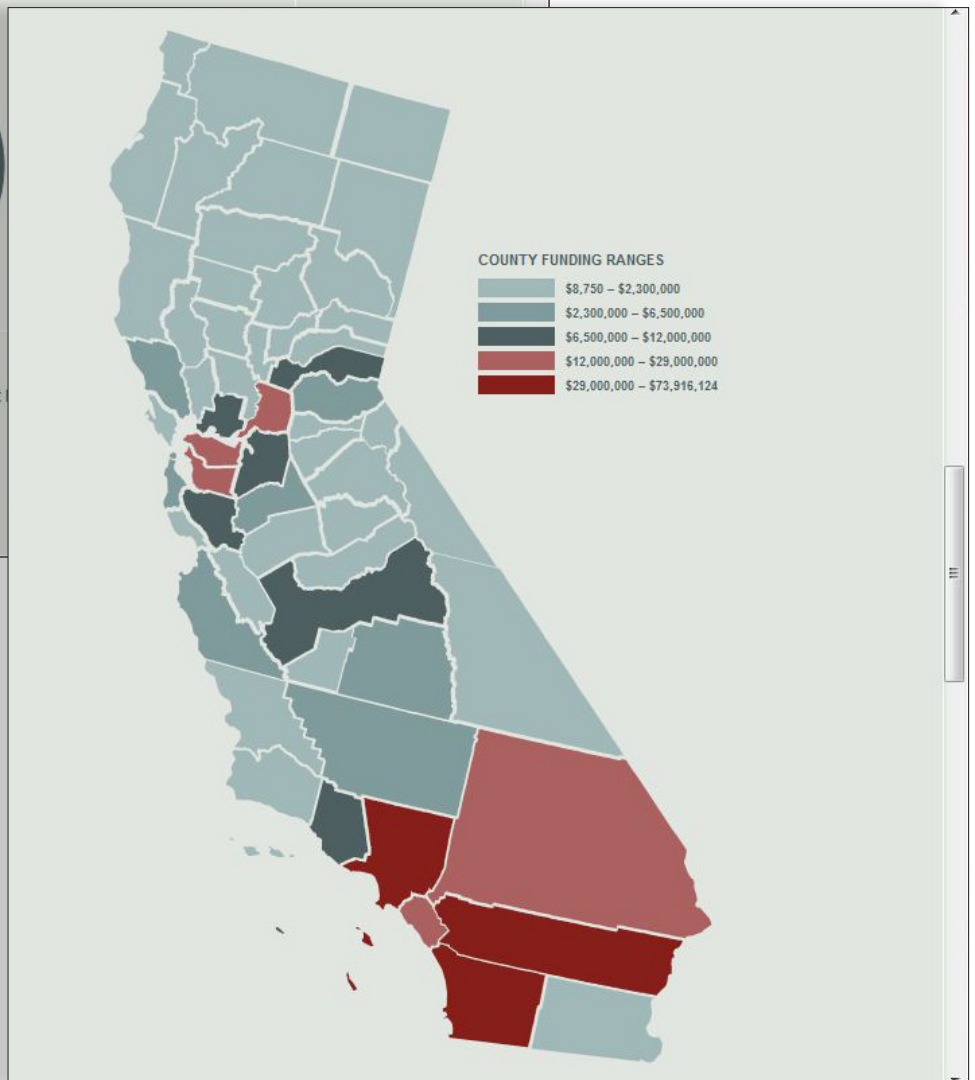 COUNTY FUNDING RANGES
$8,750 – $2,300,000
$2,300,000 – $6,500,000
$6,500,000 – $12,000,000
$12,000,000 – $29,000,000
$29,000,000 – $73,916,124